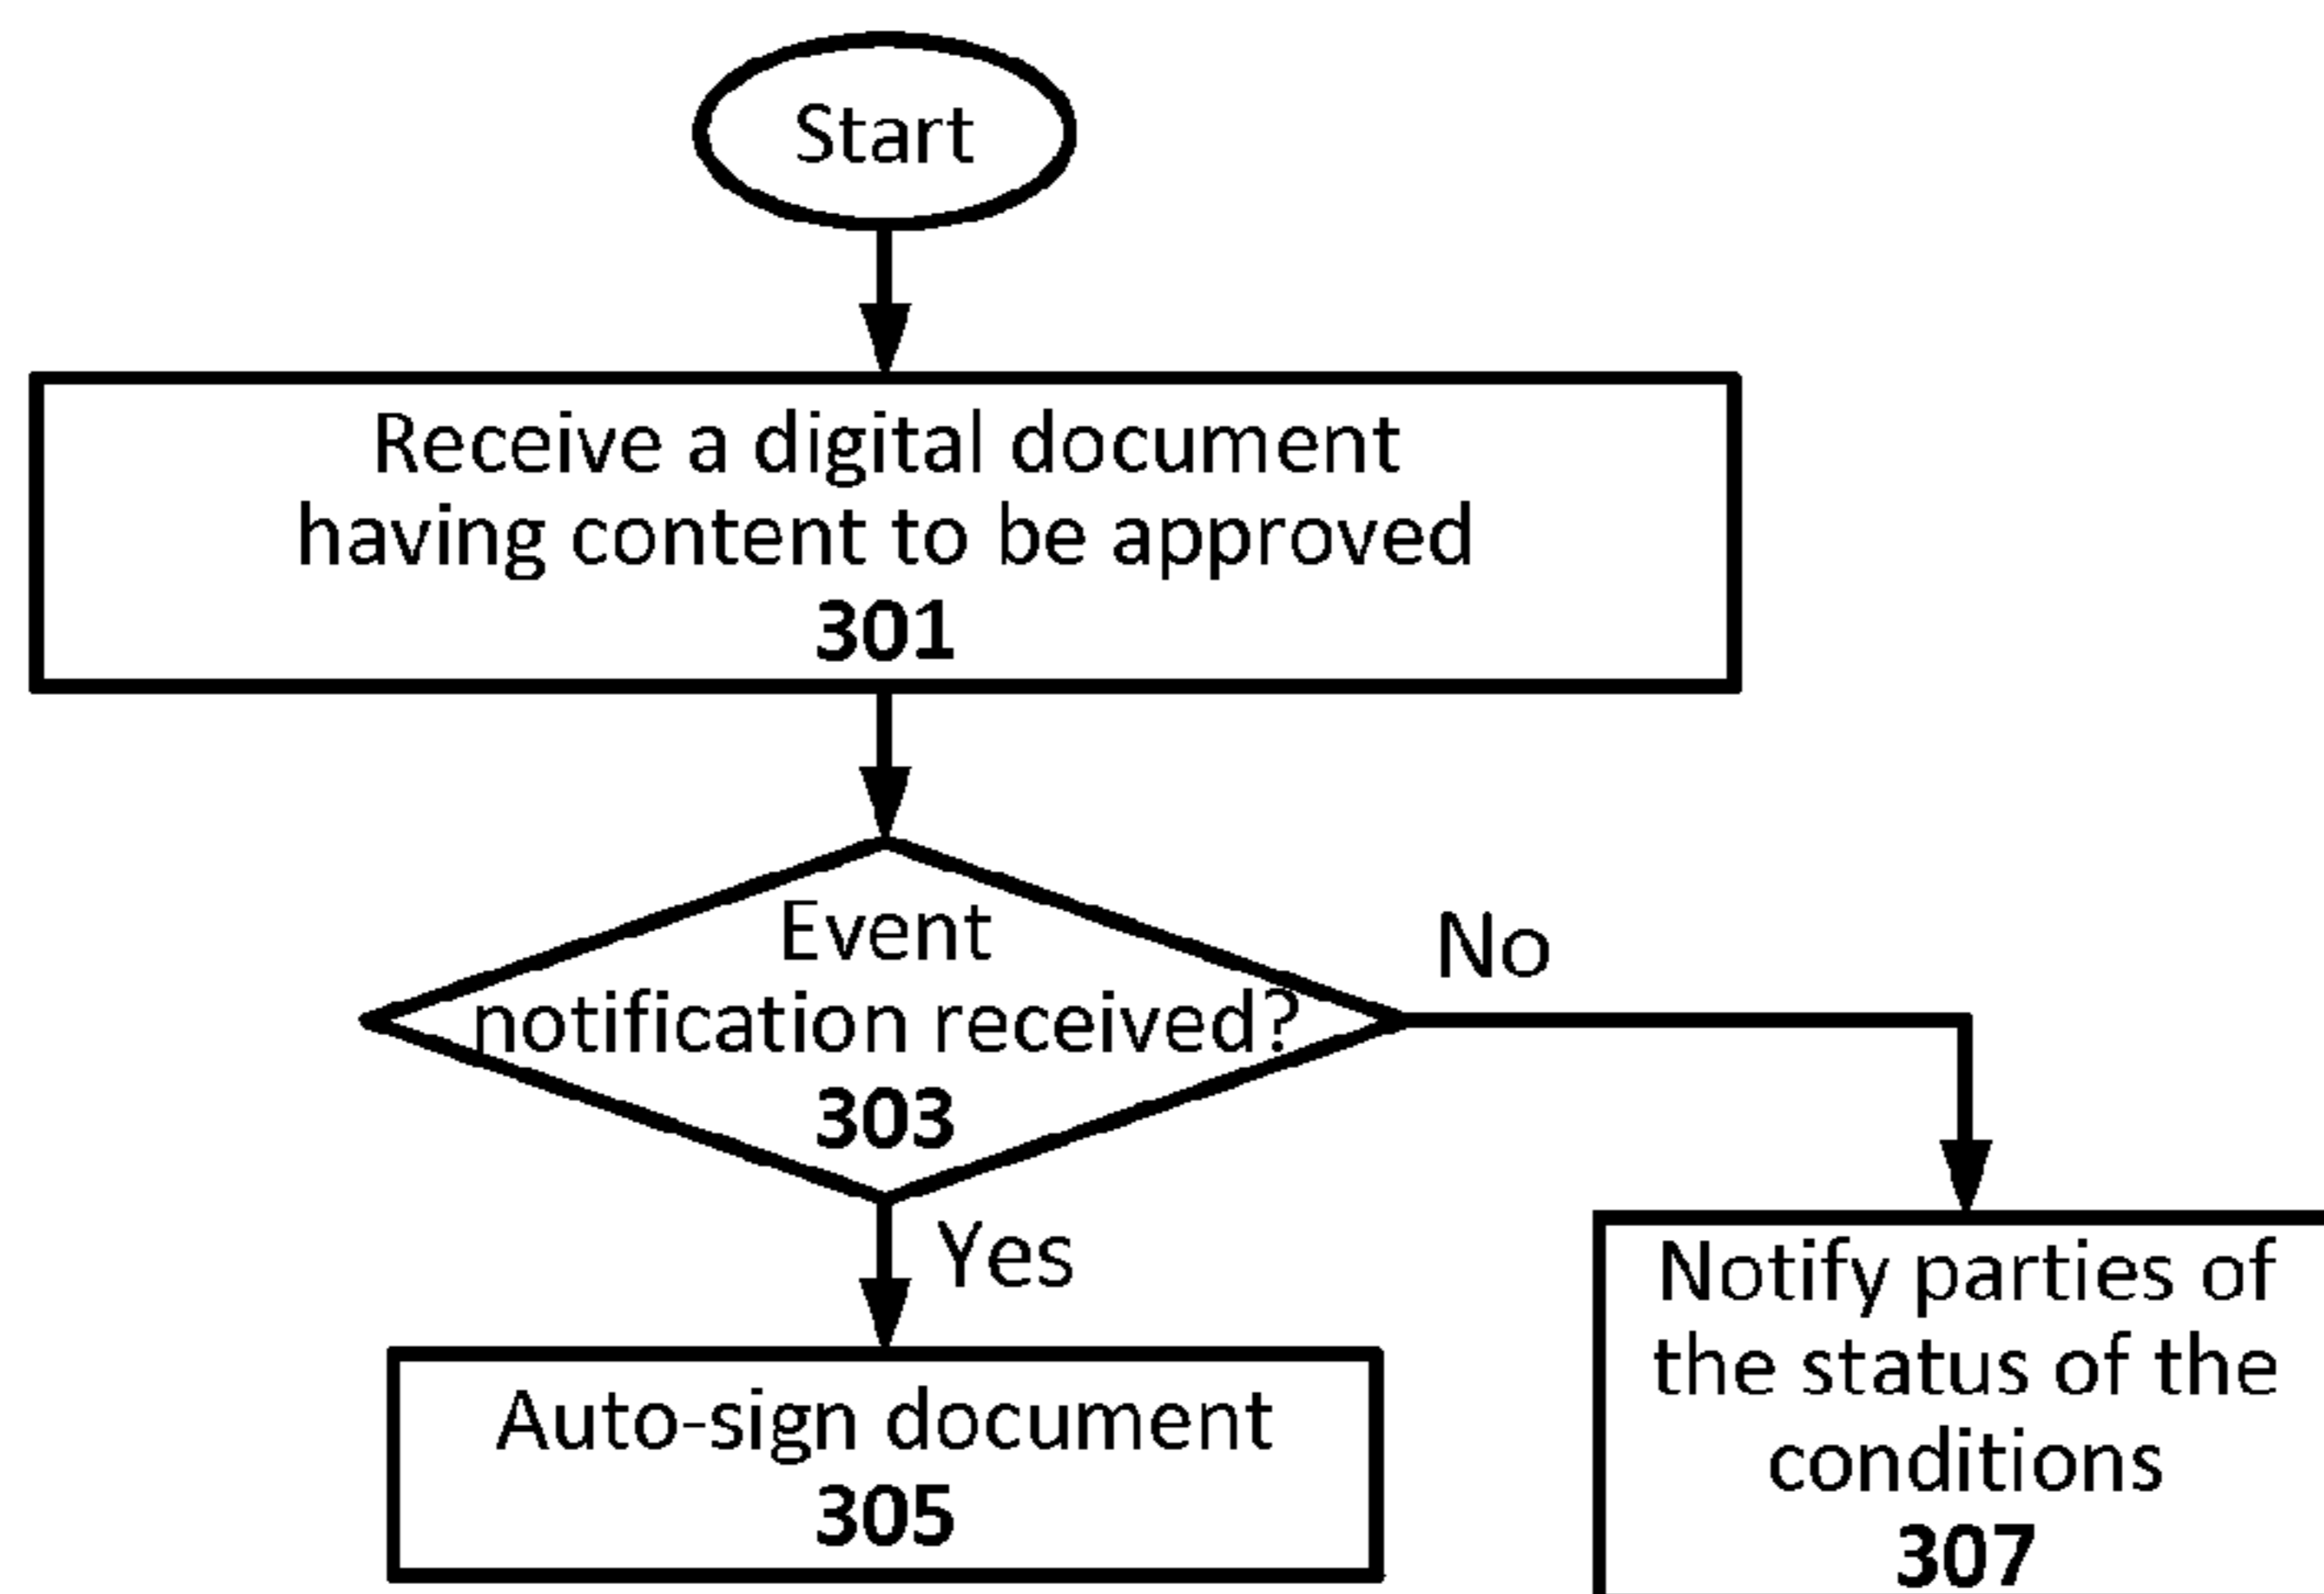 Start
Receive a digital document
having content to be approved
301
Event
notification received?
303
No
Yes
Auto-sign document
305
Notify parties of
the status of the
conditions
307